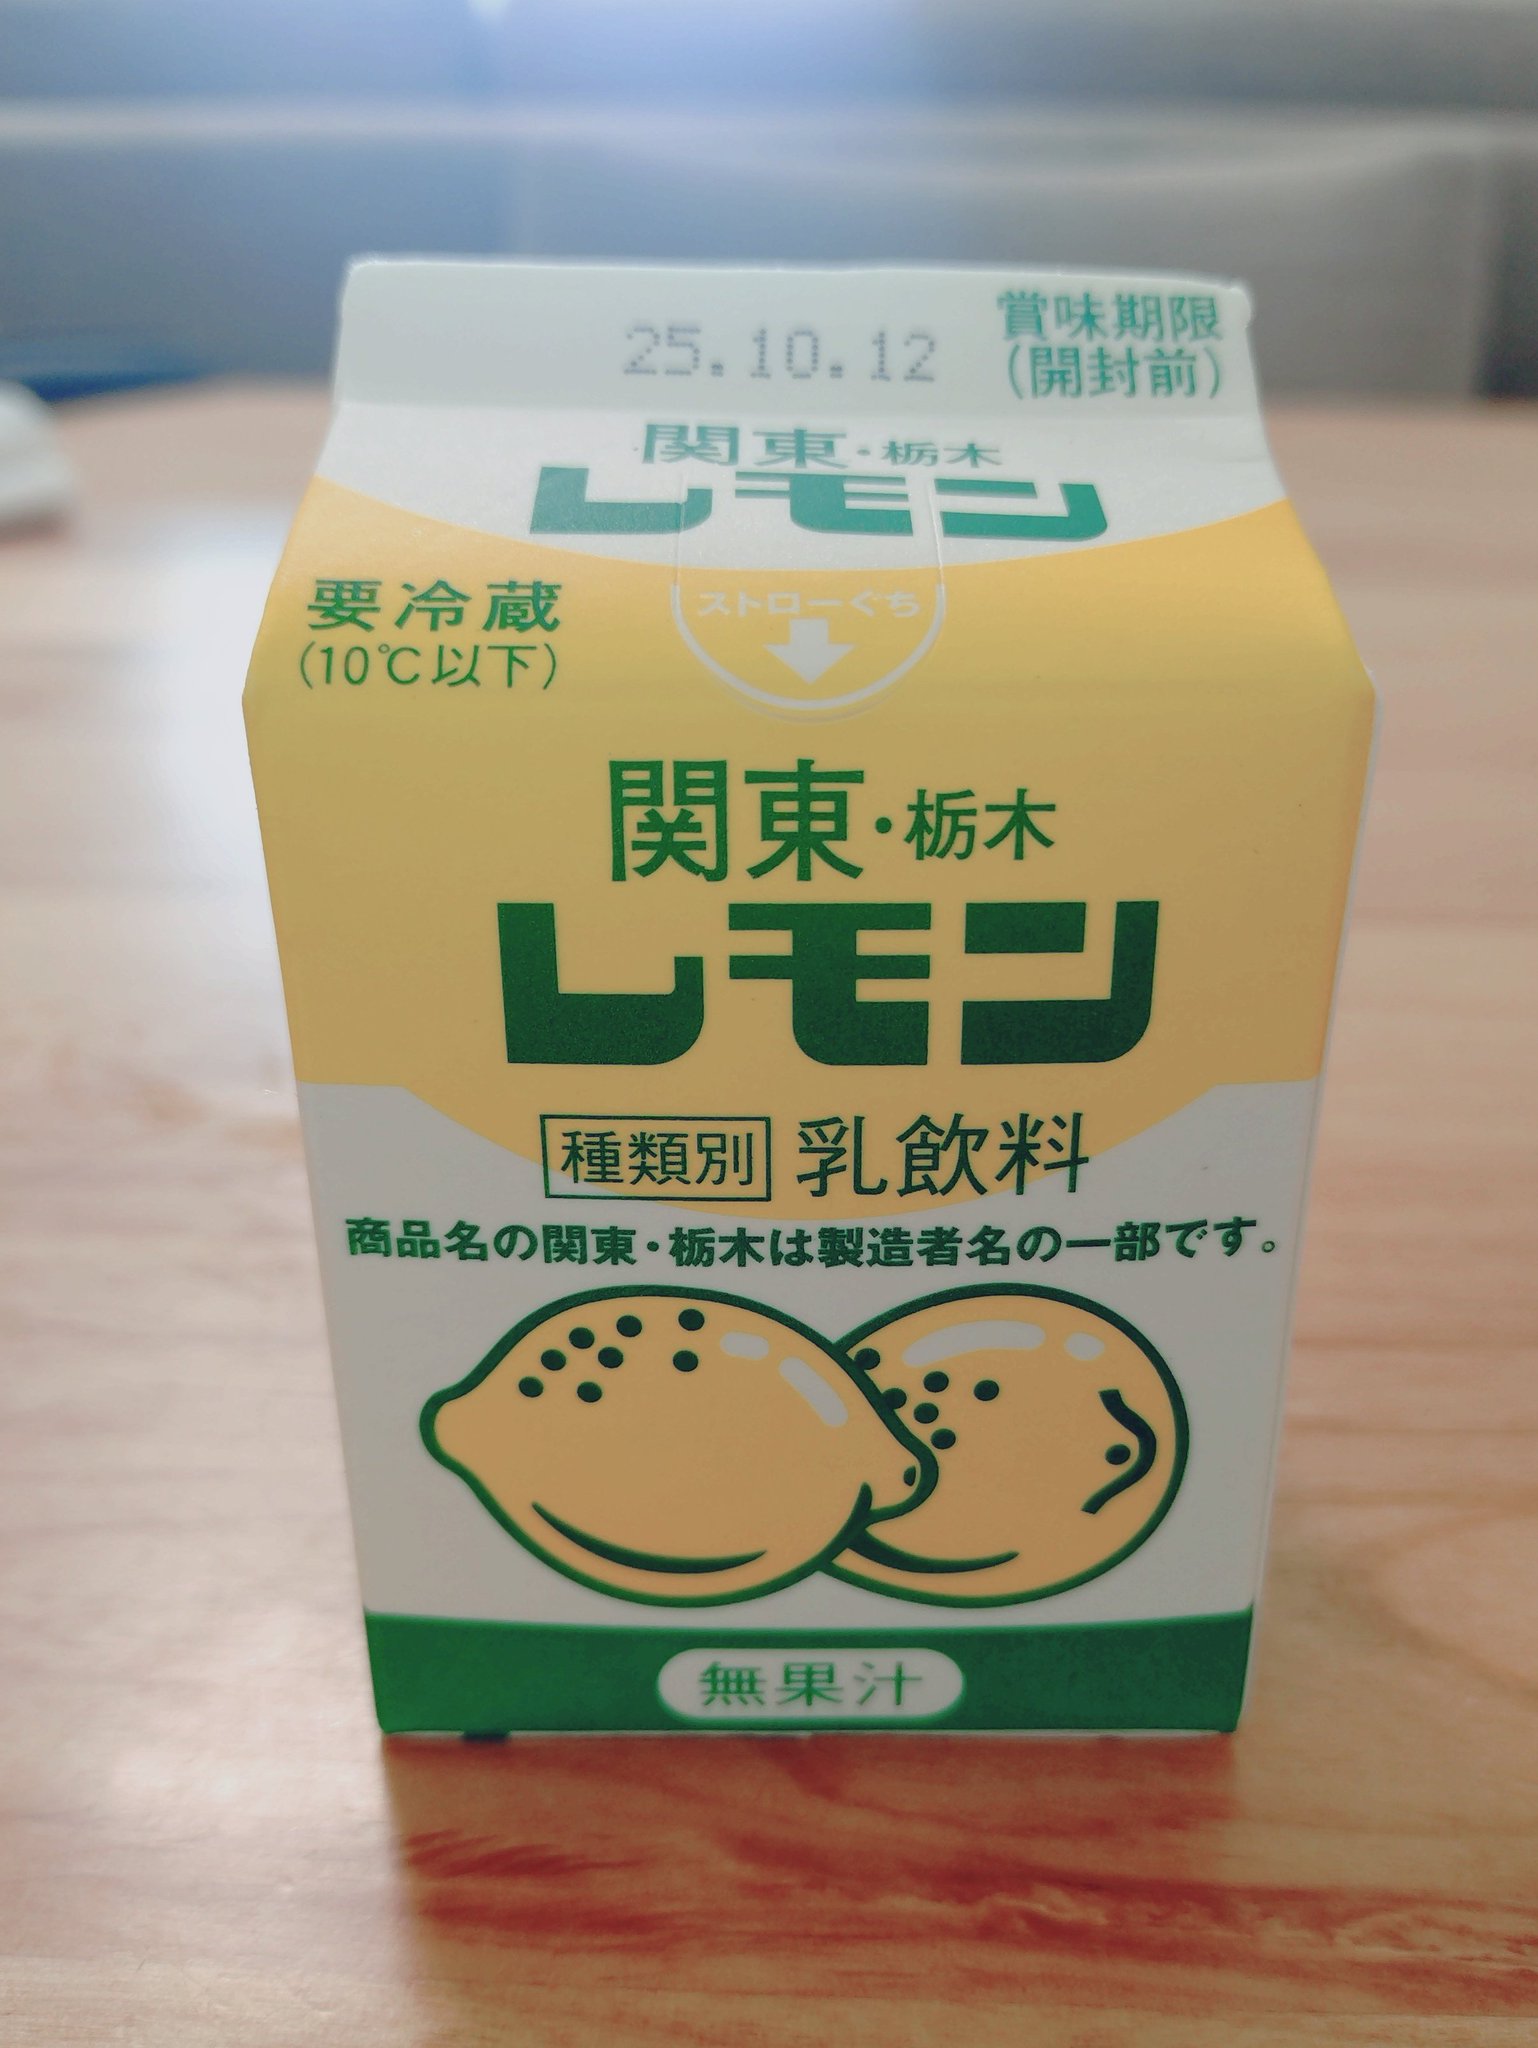 25.10.12
賞味期限
(開封前)
関東・栃木
レモン
要冷蔵
(10℃以下)
ストローぐち
関東・栃木
レモン
種類別 乳飲料
商品名の関東・栃木は製造者名の一部です。
無果汁